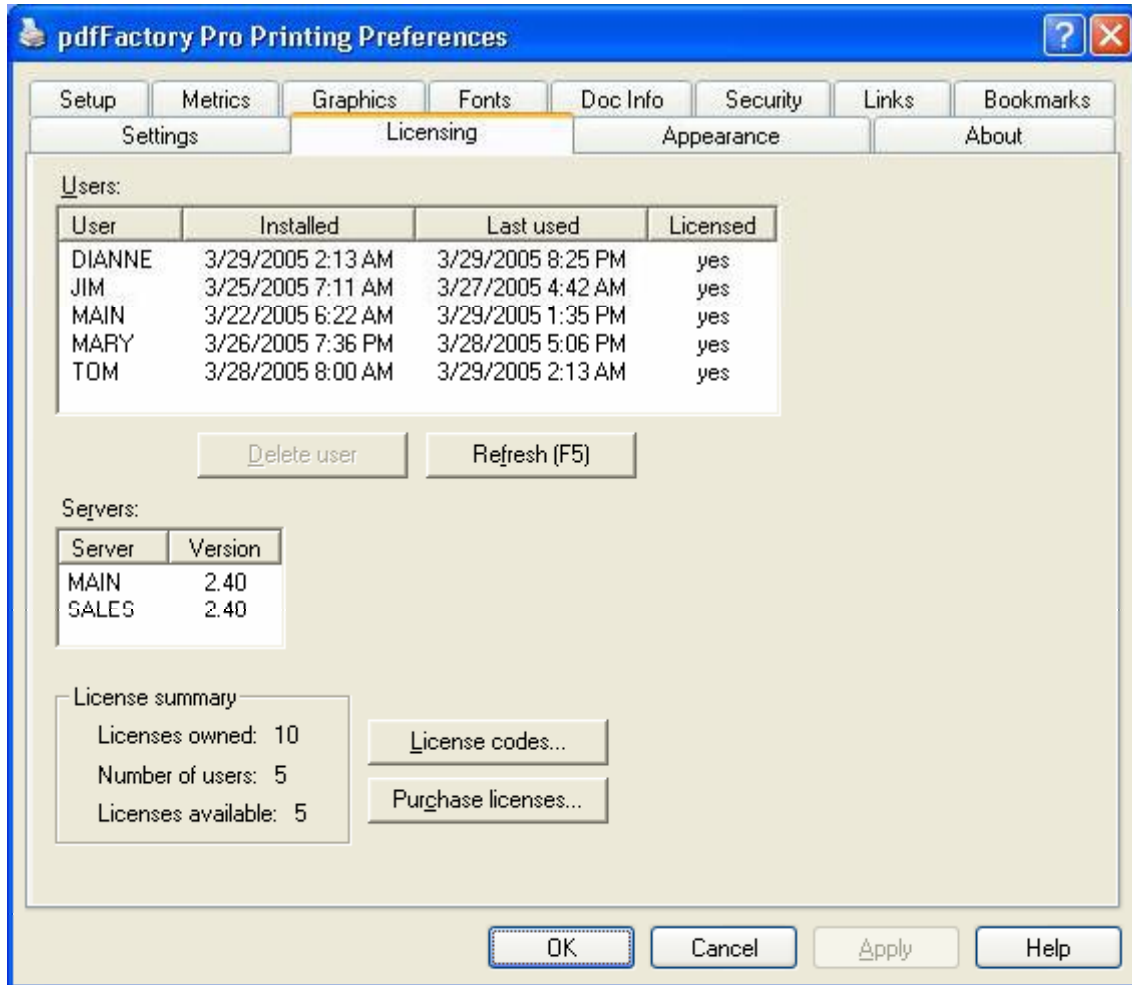 pdfFactory Pro Printing Preferences
Setup Metrics Graphics Fonts Doc Info Security Links Bookmarks
Settings Licensing Appearance About
Users:
User Installed Last used Licensed
DIANNE 3/29/2005 2:13 AM 3/29/2005 8:25 PM yes
JIM 3/25/2005 7:11 AM 3/27/2005 4:42 AM yes
MAIN 3/22/2005 6:22 AM 3/29/2005 1:35 PM yes
MARY 3/26/2005 7:36 PM 3/28/2005 5:06 PM yes
TOM 3/28/2005 8:00 AM 3/29/2005 2:13 AM yes
Delete user Refresh (F5)
Servers:
Server Version
MAIN 2.40
SALES 2.40
License summary
Licenses owned: 10
Number of users: 5
Licenses available: 5
License codes...
Purchase licenses...
OK Cancel Apply Help